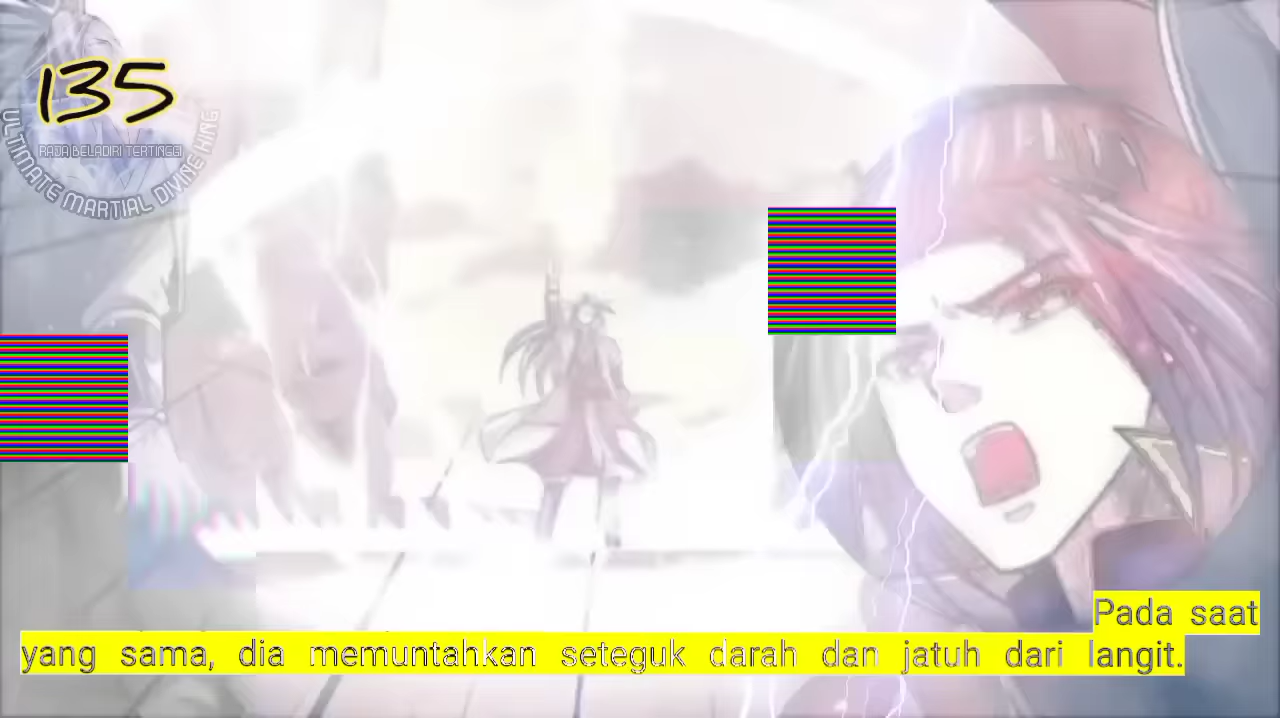 135
RAJA BELADIRI TERTINGGI
ULTIMATE MARTIAL DIVINE KING
Pada saat
yang sama, dia memuntahkan seteguk darah dan jatuh dari langit.